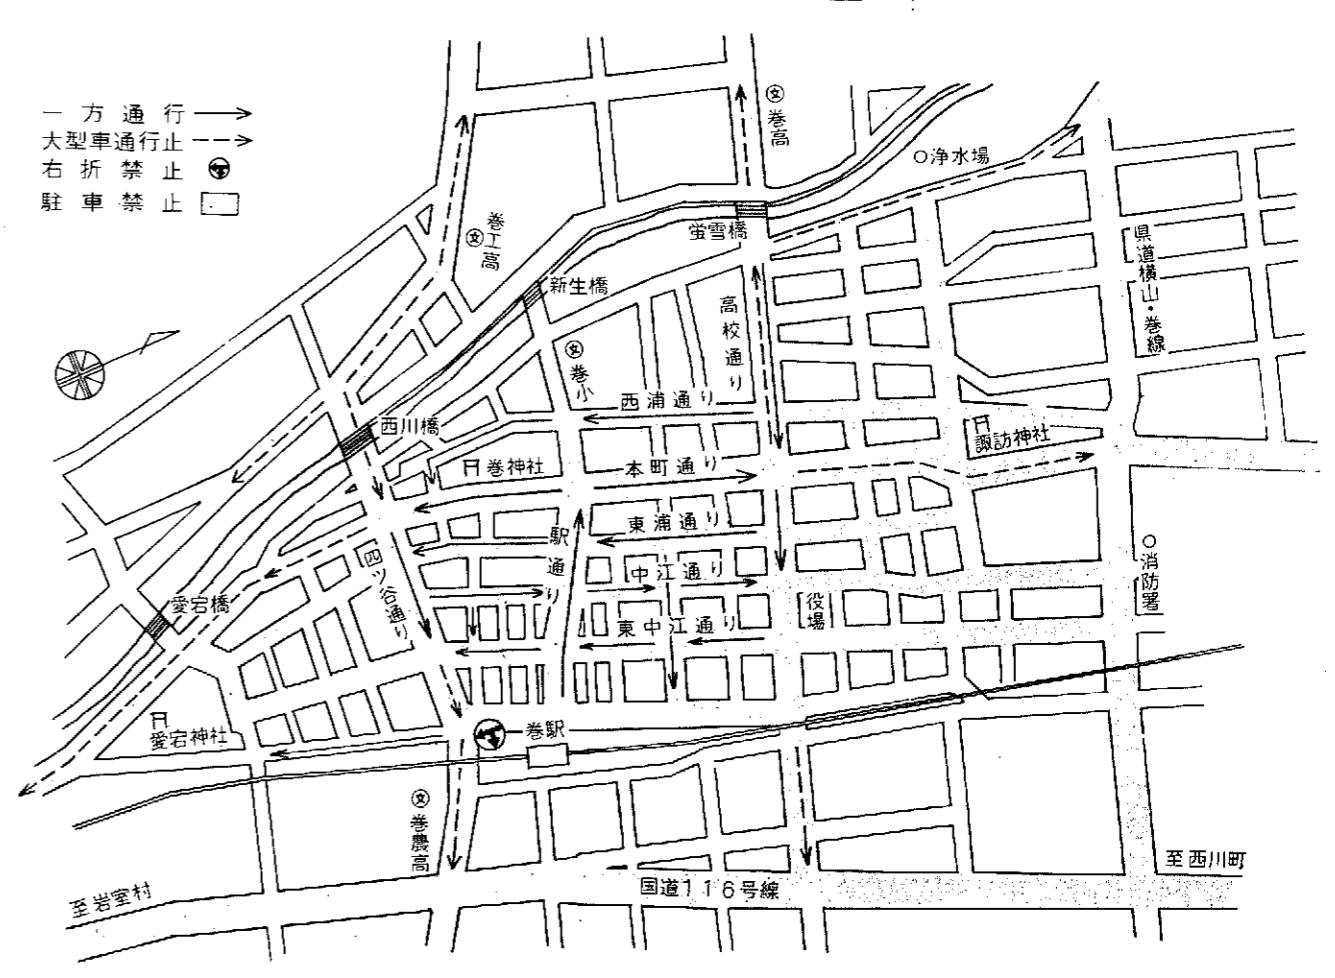 一方通行
大型車通行止
右折禁止
駐車禁止
文巻高
浄水場
巻工高
文
蛍雪橋
新生橋
高校通り
県道横山・巻線
文
巻小
西浦通り
西川橋
諏訪神社
巻神社
本町通り
東浦通り
駅通り
中江通り
消防署
四ツ谷通り
愛宕橋
役場
東中江通り
愛宕神社
巻駅
文巻農高
至西川町
国道116号線
至岩室村